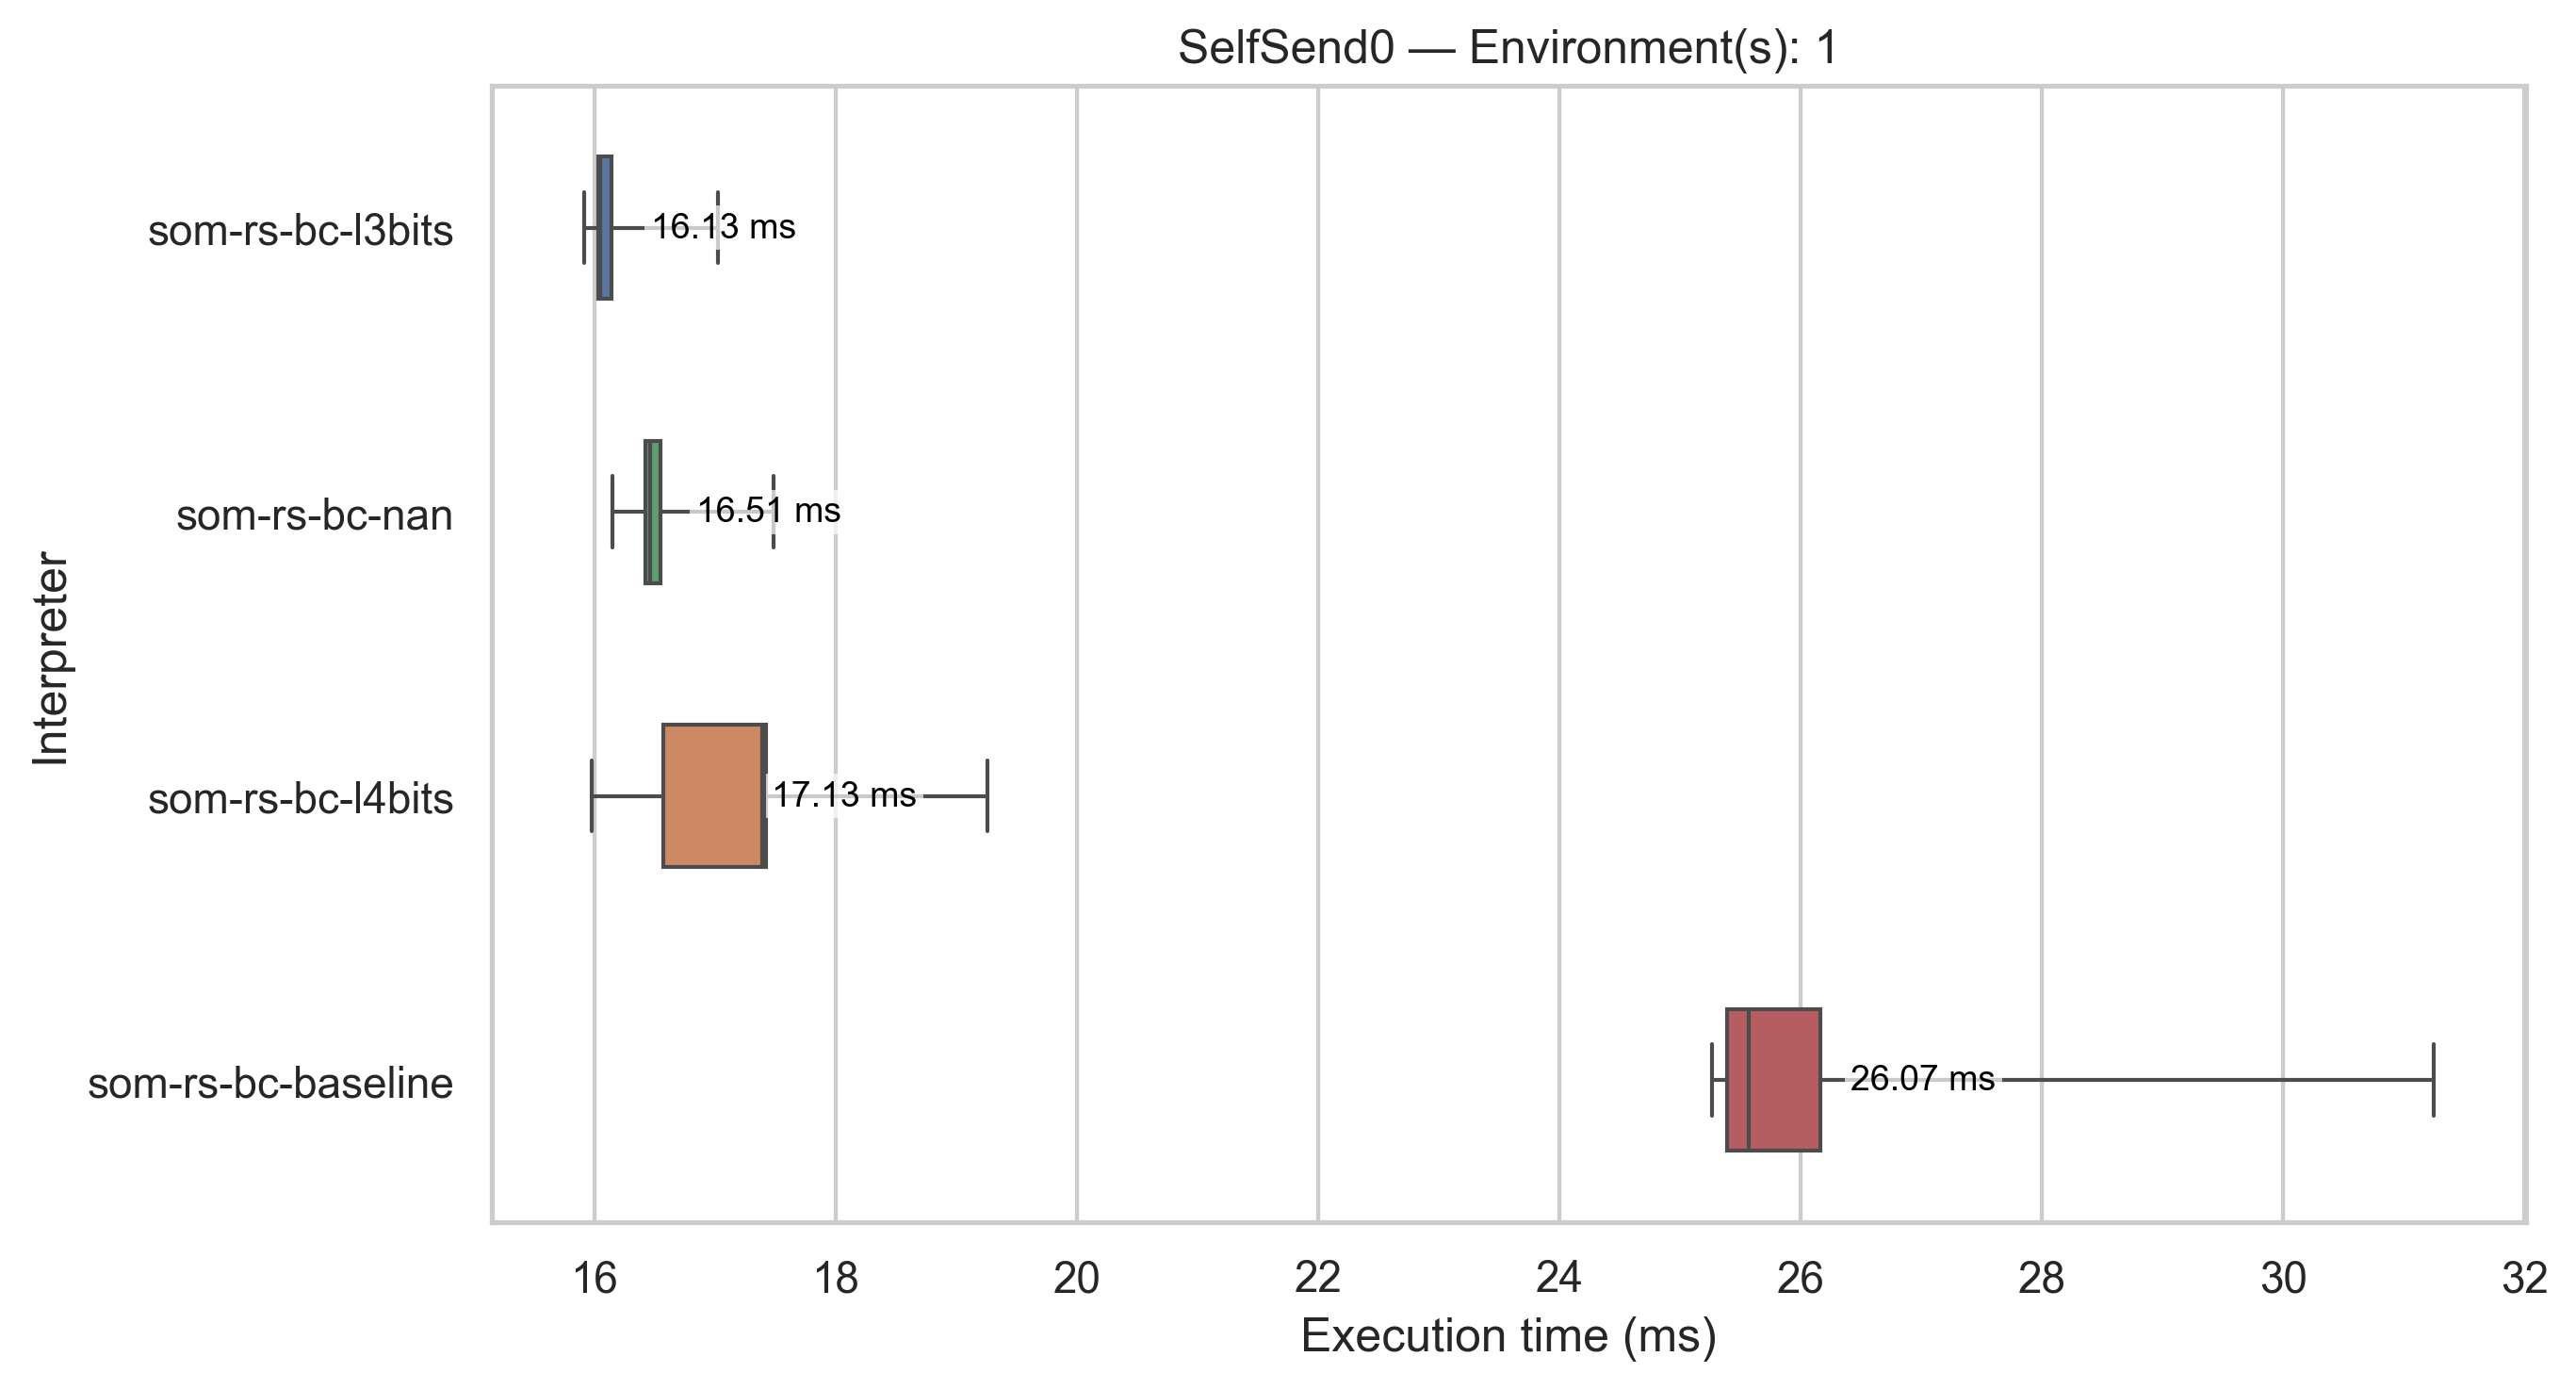 SelfSend0 — Environment(s): 1
Interpreter
som-rs-bc-l3bits
16.13 ms
som-rs-bc-nan
16.51 ms
som-rs-bc-l4bits
17.13 ms
som-rs-bc-baseline
26.07 ms
16 18 20 22 24 26 28 30 32
Execution time (ms)